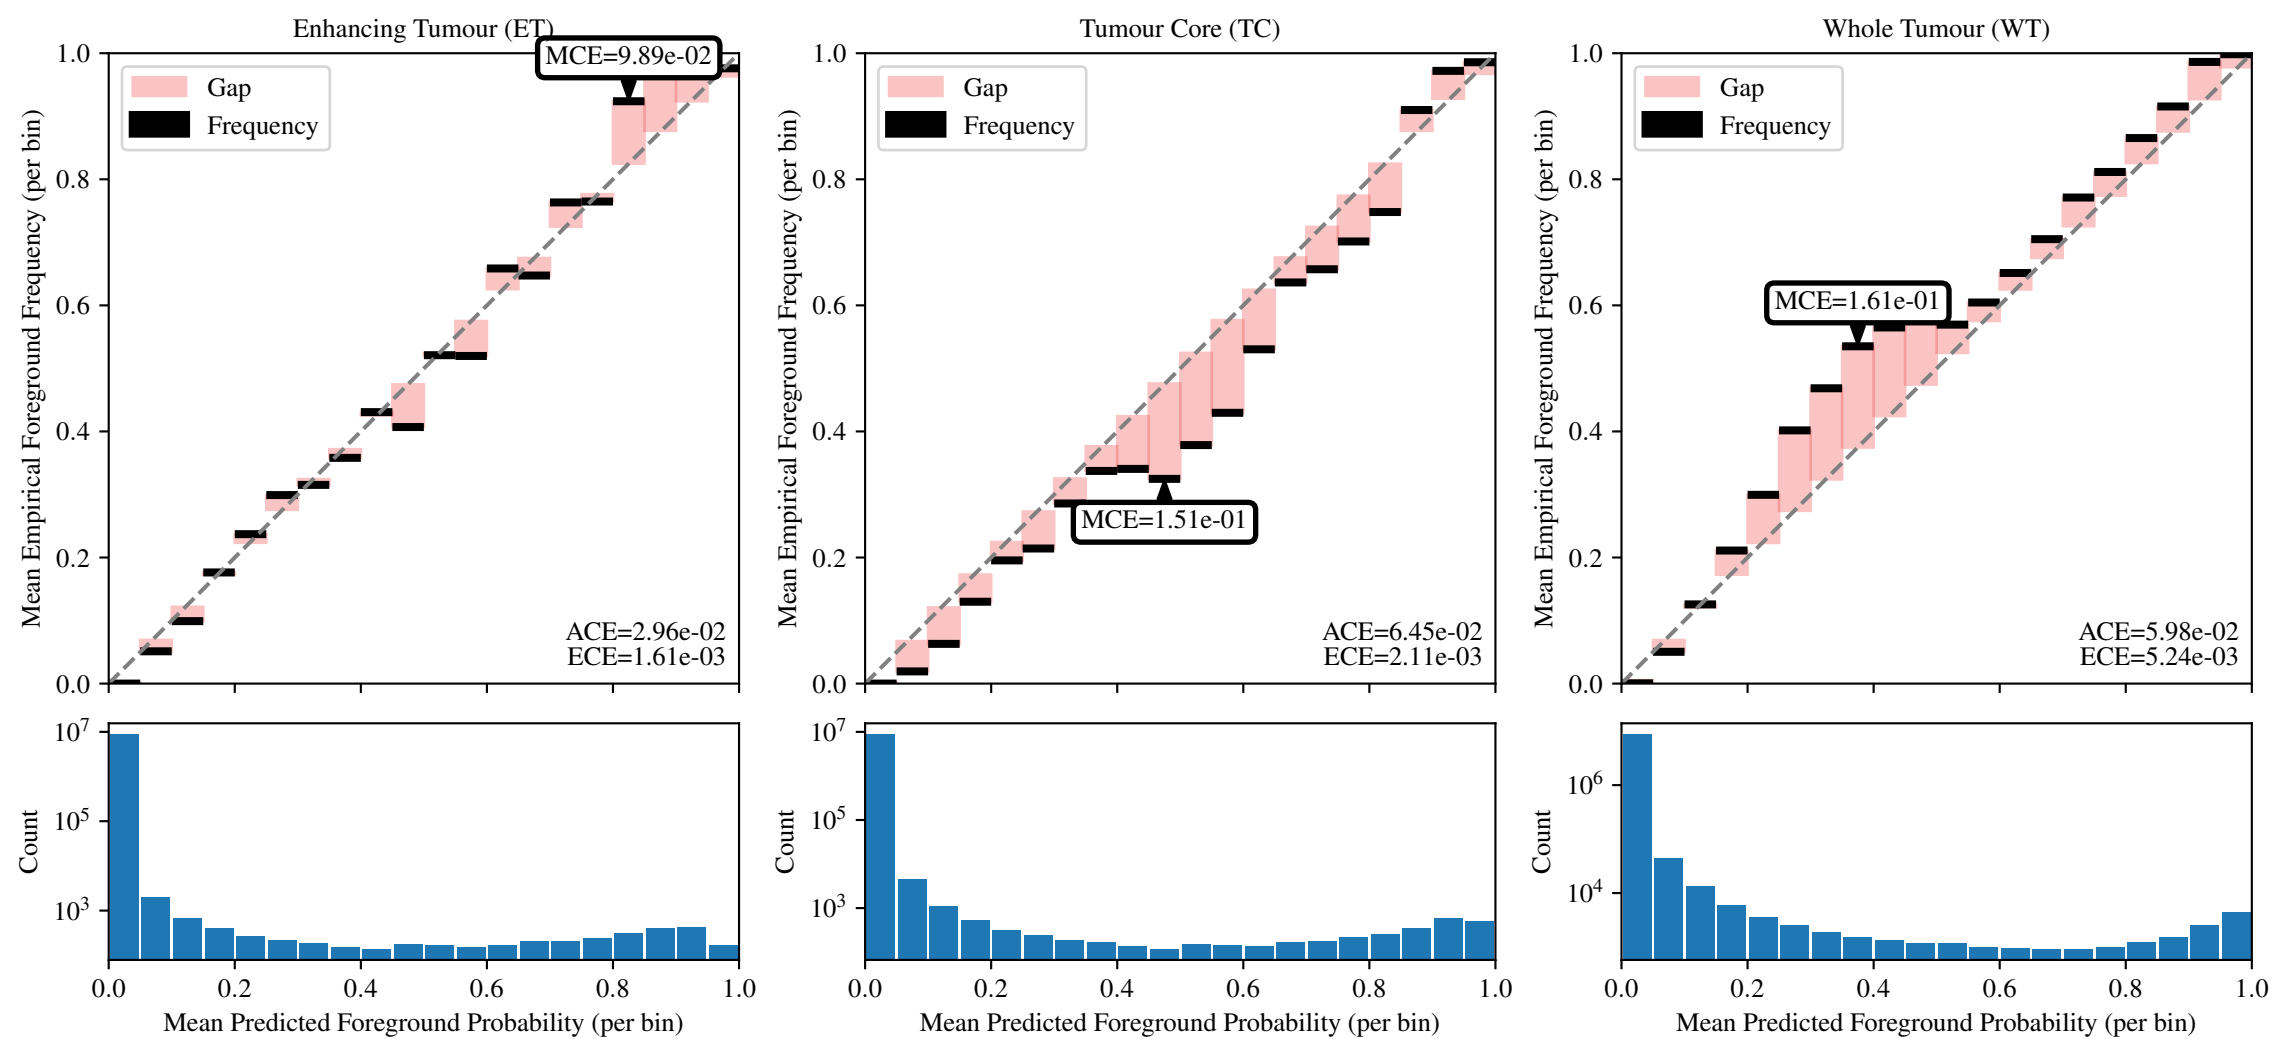 Enhancing Tumour (ET)
MCE=9.89e-02
Gap
Frequency
Mean Empirical Foreground Frequency (per bin)
1.0
0.8
0.6
0.4
0.2
0.0
ACE=2.96e-02
ECE=1.61e-03
Count
10^7
10^5
10^3
0.0 0.2 0.4 0.6 0.8 1.0
Mean Predicted Foreground Probability (per bin)
Tumour Core (TC)
Gap
Frequency
Mean Empirical Foreground Frequency (per bin)
1.0
0.8
0.6
0.4
0.2
0.0
MCE=1.51e-01
ACE=6.45e-02
ECE=2.11e-03
Count
10^7
10^5
10^3
0.0 0.2 0.4 0.6 0.8 1.0
Mean Predicted Foreground Probability (per bin)
Whole Tumour (WT)
Gap
Frequency
Mean Empirical Foreground Frequency (per bin)
1.0
0.8
0.6
0.4
0.2
0.0
MCE=1.61e-01
ACE=5.98e-02
ECE=5.24e-03
Count
10^6
10^4
0.0 0.2 0.4 0.6 0.8 1.0
Mean Predicted Foreground Probability (per bin)